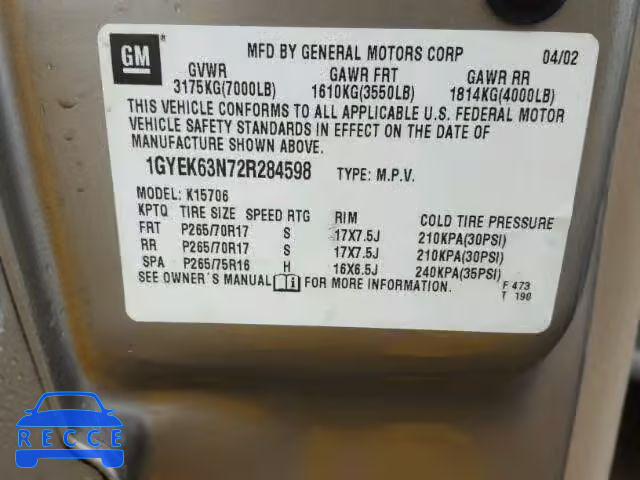 GM ® MFD BY GENERAL MOTORS CORP 04/02
GVWR GAWR FRT GAWR RR
3175KG(7000LB) 1610KG(3550LB) 1814KG(4000LB)
THIS VEHICLE CONFORMS TO ALL APPLICABLE U.S. FEDERAL MOTOR
VEHICLE SAFETY STANDARDS IN EFFECT ON THE DATE OF
MANUFACTURE SHOWN ABOVE.
1GYEK63N72R284598 TYPE: M.P.V.
MODEL: K15706
KPTQ TIRE SIZE SPEED RTG RIM COLD TIRE PRESSURE
FRT P265/70R17 S 17X7.5J 210KPA(30PSI)
RR P265/70R17 S 17X7.5J 210KPA(30PSI)
SPA P265/75R16 H 16X6.5J 240KPA(35PSI)
SEE OWNER'S MANUAL FOR MORE INFORMATION. F 473
T 190